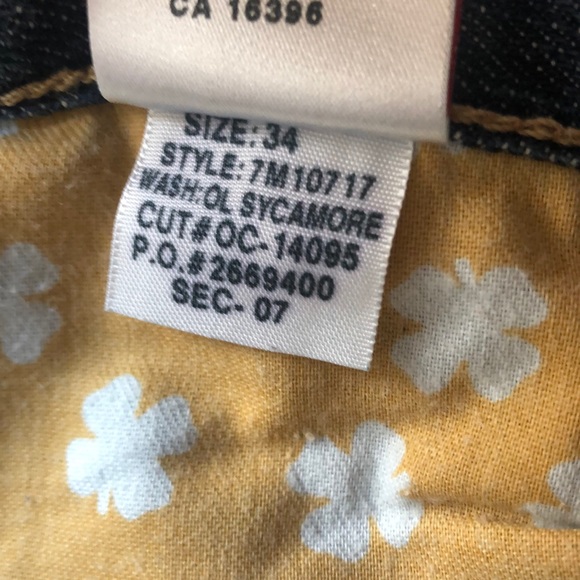 CA 16396
SIZE: 34
STYLE: 7M10717
WASH:OL SYCAMORE
CUT#OC-14095
P.O.#2669400
SEC- 07